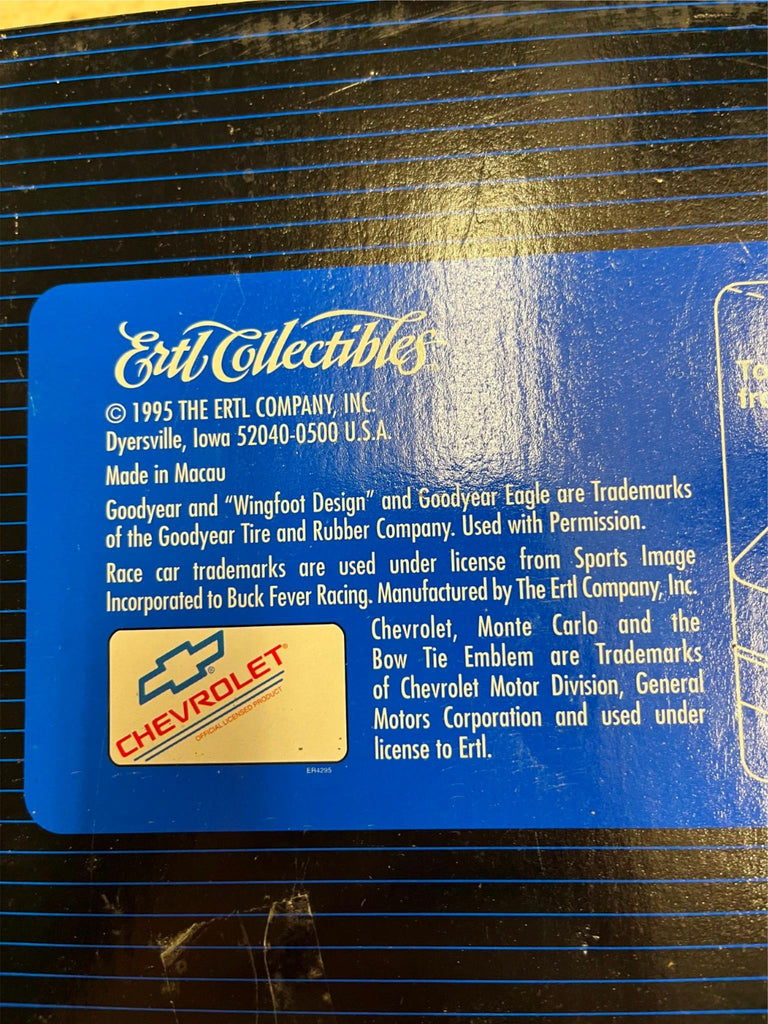 Ertl Collectibles
© 1995 THE ERTL COMPANY, INC.
Dyersville, Iowa 52040-0500 U.S.A.
Made in Macau
Goodyear and “Wingfoot Design” and Goodyear Eagle are Trademarks
of the Goodyear Tire and Rubber Company. Used with Permission.
Race car trademarks are used under license from Sports Image
Incorporated to Buck Fever Racing. Manufactured by The Ertl Company, Inc.
CHEVROLET®
OFFICIAL LICENSED PRODUCT
ER4295
Chevrolet, Monte Carlo and the
Bow Tie Emblem are Trademarks
of Chevrolet Motor Division, General
Motors Corporation and used under
license to Ertl.